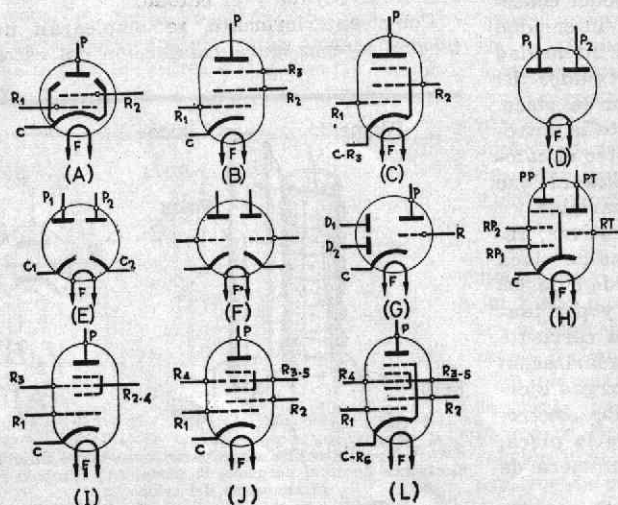 P P P P₁ P₂
R₁ R₂ R₁ R₃ R₂ R₁ R₂
C F C F C-R₃ F F
(A) (B) (C) (D)
P₁ P₂ P PP PT
C₁ C₂ D₁ D₂ R RP₂ RP₁ RT
F F C F C F
(E) (F) (G) (H)
P P P
R₃ R₂-₄ R₄ R₃-₅ R₄ R₃-₅
R₁ R₁ R₂ R₁ R₂
C F C F C-R₆ F
(I) (J) (L)